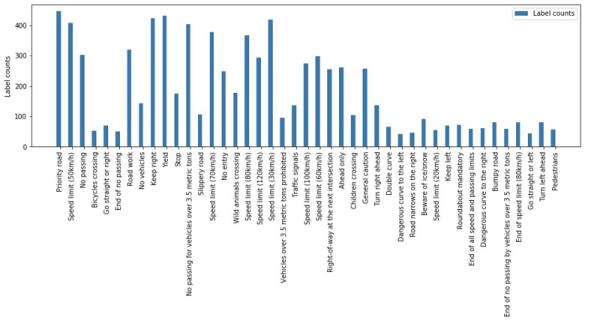 Label counts
Label counts
400
300
200
100
0
Priority road
Speed limit (50km/h)
No passing
Bicycles crossing
Go straight or right
End of no passing
Road work
No vehicles
Keep right
Yield
Stop
No passing for vehicles over 3.5 metric tons
Slippery road
Speed limit (70km/h)
No entry
Wild animals crossing
Speed limit (80km/h)
Speed limit (120km/h)
Speed limit (30km/h)
Vehicles over 3.5 metric tons prohibited
Traffic signals
Speed limit (100km/h)
Speed limit (60km/h)
Right-of-way at the next intersection
Ahead only
Children crossing
General caution
Turn right ahead
Double curve
Dangerous curve to the left
Road narrows on the right
Beware of ice/snow
Speed limit (20km/h)
Keep left
Roundabout mandatory
End of all speed and passing limits
Dangerous curve to the right
Bumpy road
End of no passing by vehicles over 3.5 metric tons
End of speed limit (80km/h)
Go straight or left
Turn left ahead
Pedestrians